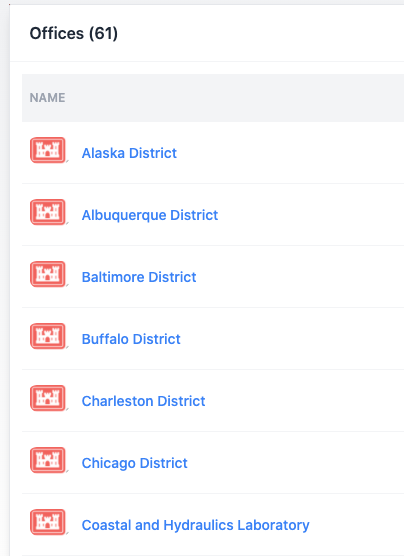 Offices (61)
NAME
Alaska District
Albuquerque District
Baltimore District
Buffalo District
Charleston District
Chicago District
Coastal and Hydraulics Laboratory